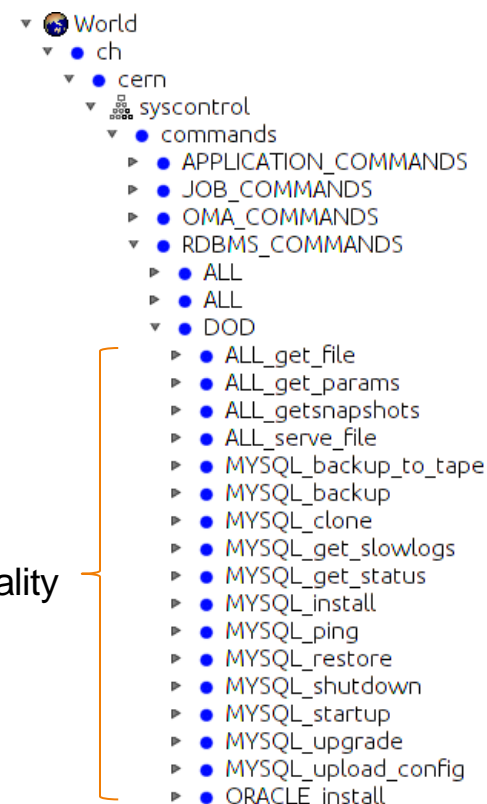 World
ch
cern
syscontrol
commands
APPLICATION_COMMANDS
JOB_COMMANDS
OMA_COMMANDS
RDBMS_COMMANDS
ALL
ALL
DOD
ALL_get_file
ALL_get_params
ALL_getsnapshots
ALL_serve_file
MYSQL_backup_to_tape
MYSQL_backup
MYSQL_clone
MYSQL_get_slowlogs
ality
MYSQL_get_status
MYSQL_install
MYSQL_ping
MYSQL_restore
MYSQL_shutdown
MYSQL_startup
MYSQL_upgrade
MYSQL_upload_config
ORACLE_install